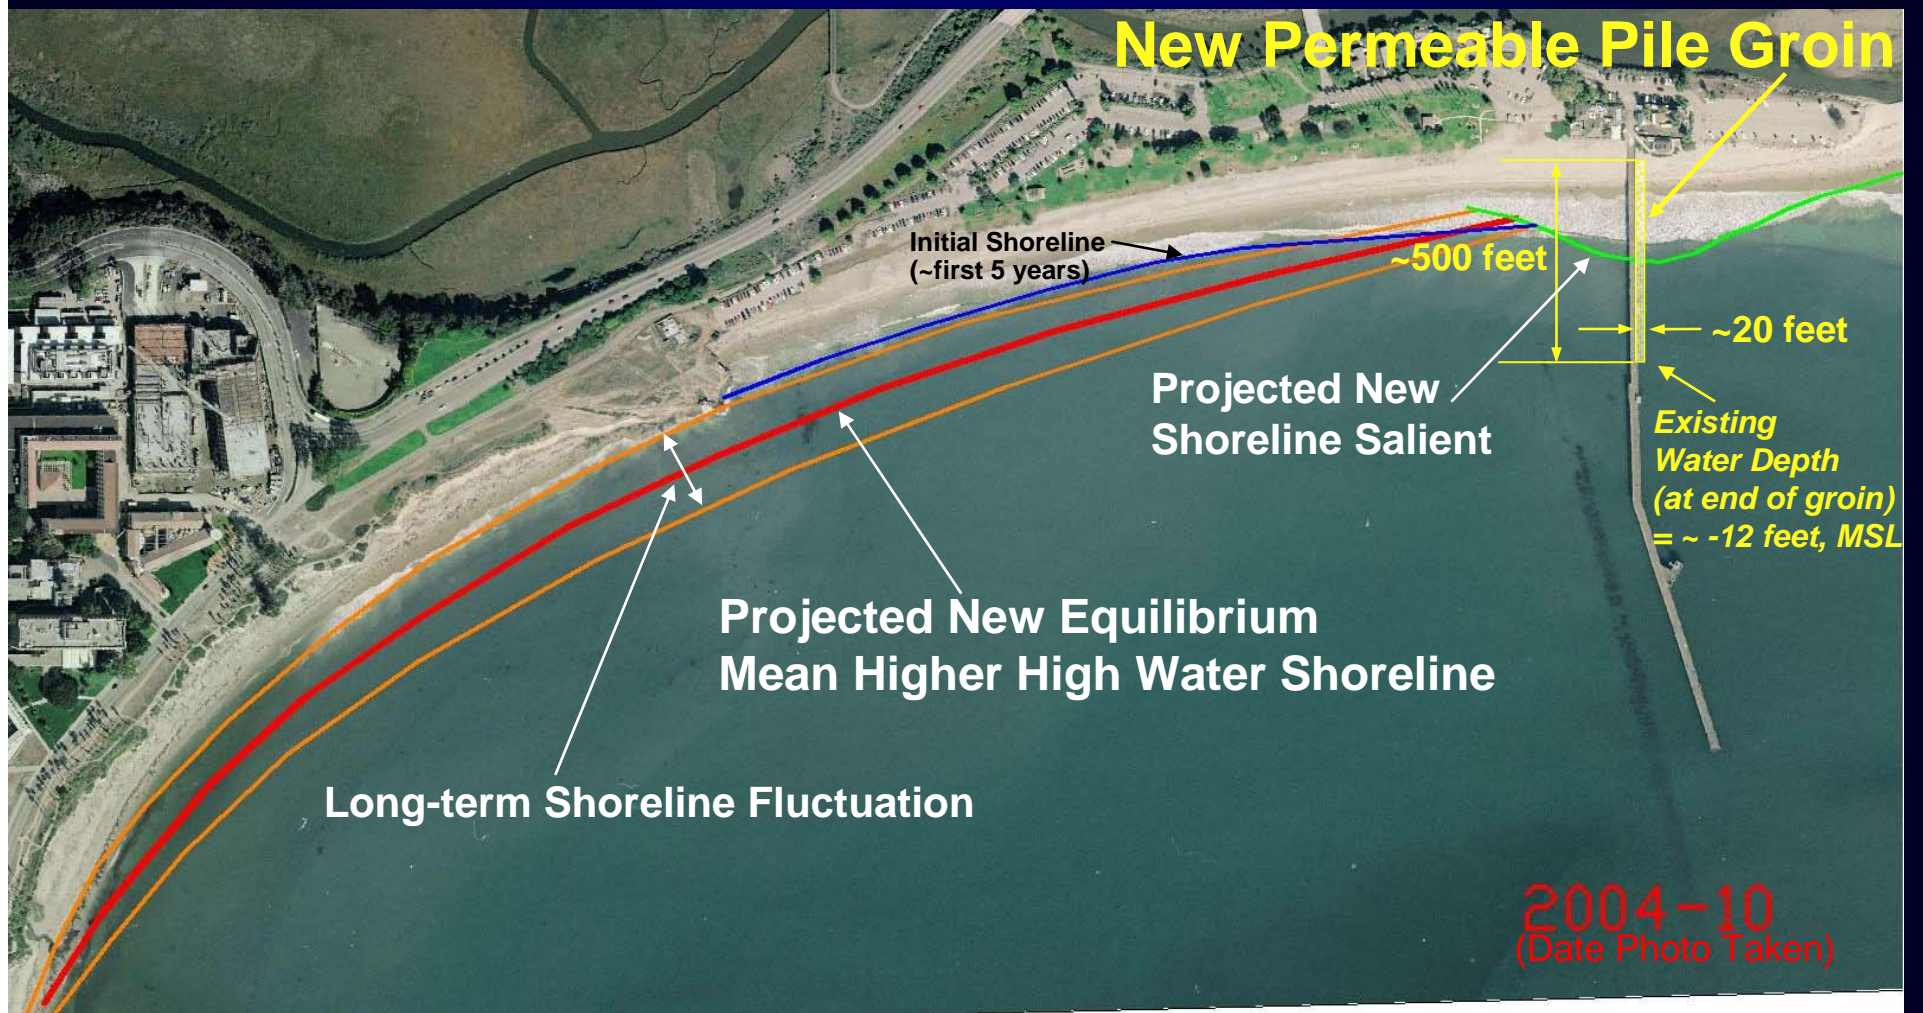 New Permeable Pile Groin
Initial Shoreline
(~first 5 years)
~500 feet
~20 feet
Projected New
Shoreline Salient
Existing
Water Depth
(at end of groin)
= ~ -12 feet, MSL
Projected New Equilibrium
Mean Higher High Water Shoreline
Long-term Shoreline Fluctuation
2004-10
(Date Photo Taken)